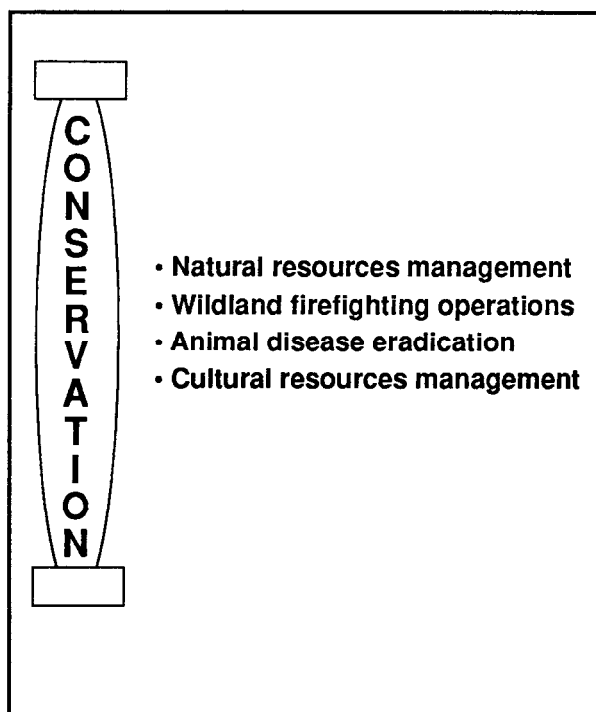 CONSERVATION
• Natural resources management
• Wildland firefighting operations
• Animal disease eradication
• Cultural resources management